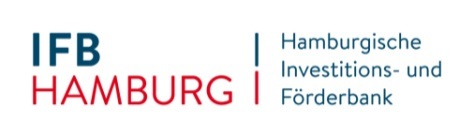 IFB
HAMBURG
Hamburgische
Investitions- und
Förderbank